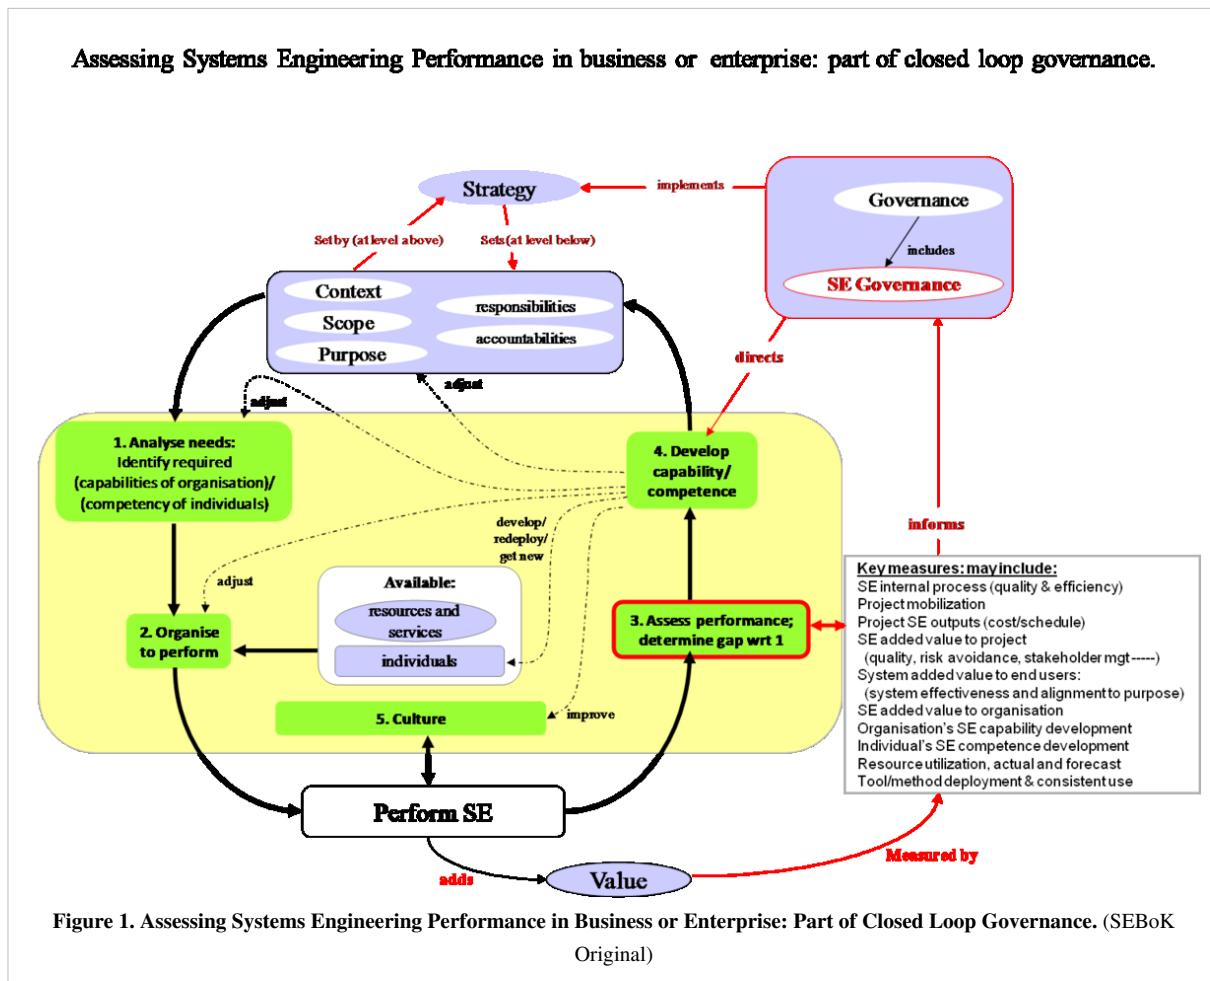 Assessing Systems Engineering Performance in business or enterprise: part of closed loop governance.
Strategy
implements
Governance
includes
SE Governance
Set by (at level above)
Sets (at level below)
Context
Scope
Purpose
responsibilities
accountabilities
directs
adjust
adjust
1. Analyse needs:
Identify required
(capabilities of organisation)/
(competency of individuals)
4. Develop
capability/
competence
develop/
redeploy/
get new
informs
adjust
Available:
resources and
services
individuals
2. Organise
to perform
3. Assess performance;
determine gap wrt 1
Key measures: may include:
SE internal process (quality & efficiency)
Project mobilization
Project SE outputs (cost/schedule)
SE added value to project
(quality, risk avoidance, stakeholder mgt-----)
System added value to end users:
(system effectiveness and alignment to purpose)
SE added value to organisation
Organisation's SE capability development
Individual's SE competence development
Resource utilization, actual and forecast
Tool/method deployment & consistent use
5. Culture
improve
Perform SE
adds
Value
Measured by
Figure 1. Assessing Systems Engineering Performance in Business or Enterprise: Part of Closed Loop Governance. (SEBoK
Original)